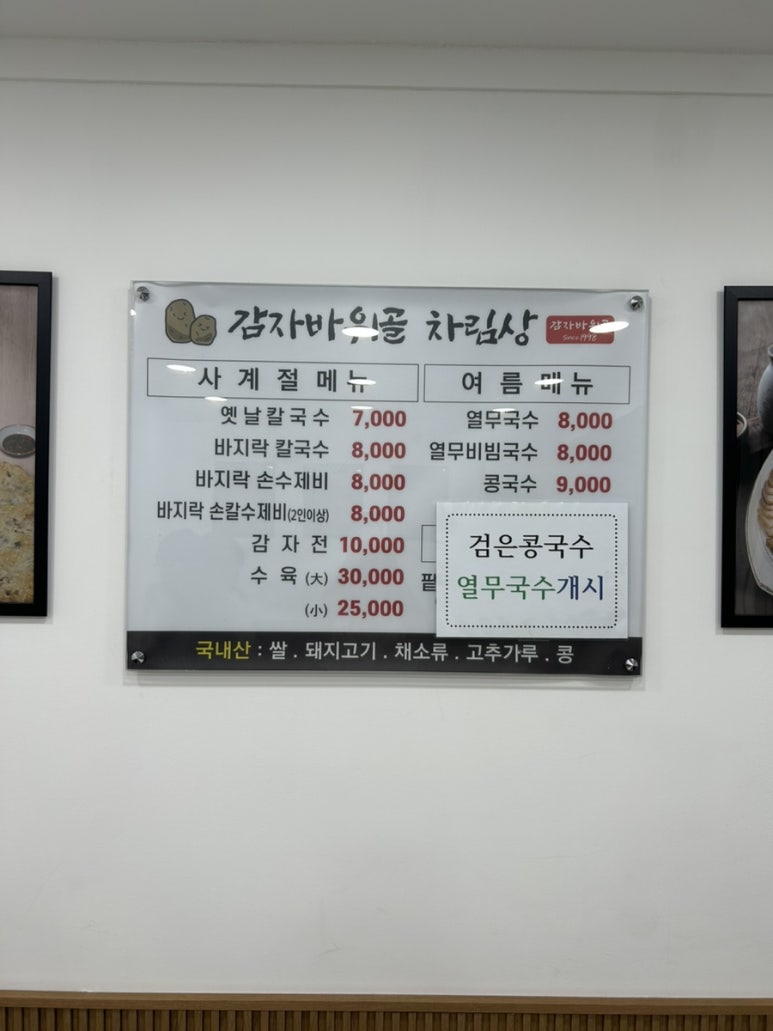 감자바위골 차림상
감자바위골
Since 1998
사계절메뉴
옛날칼국수 7,000
바지락 칼국수 8,000
바지락 손수제비 8,000
바지락 손칼수제비(2인이상) 8,000
감자전 10,000
수육(大) 30,000
(小) 25,000
여름메뉴
열무국수 8,000
열무비빔국수 8,000
콩국수 9,000
검은콩국수
열무국수개시
국내산 : 쌀 . 돼지고기 . 채소류 . 고추가루 . 콩